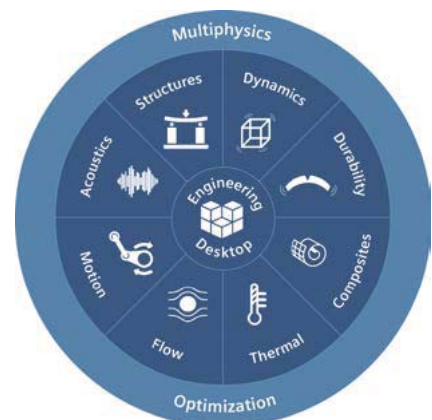 Multiphysics
Structures
Dynamics
Acoustics
Durability
Engineering
Desktop
Motion
Composites
Flow
Thermal
Optimization